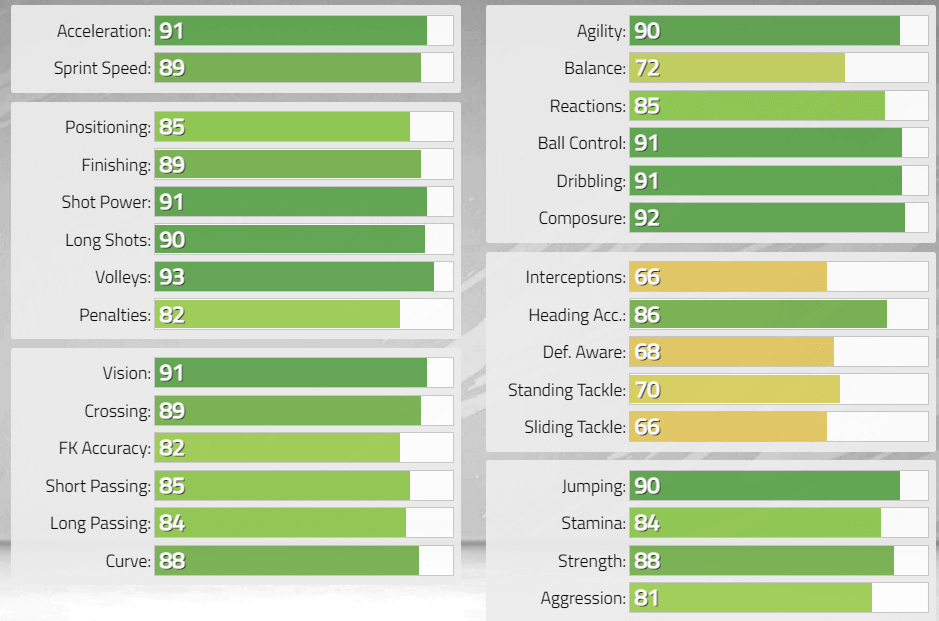 Acceleration: 91
Sprint Speed: 89
Positioning: 85
Finishing: 89
Shot Power: 91
Long Shots: 90
Volleys: 93
Penalties: 82
Vision: 91
Crossing: 89
FK Accuracy: 82
Short Passing: 85
Long Passing: 84
Curve: 88
Agility: 90
Balance: 72
Reactions: 85
Ball Control: 91
Dribbling: 91
Composure: 92
Interceptions: 66
Heading Acc.: 86
Def. Aware: 68
Standing Tackle: 70
Sliding Tackle: 66
Jumping: 90
Stamina: 84
Strength: 88
Aggression: 81